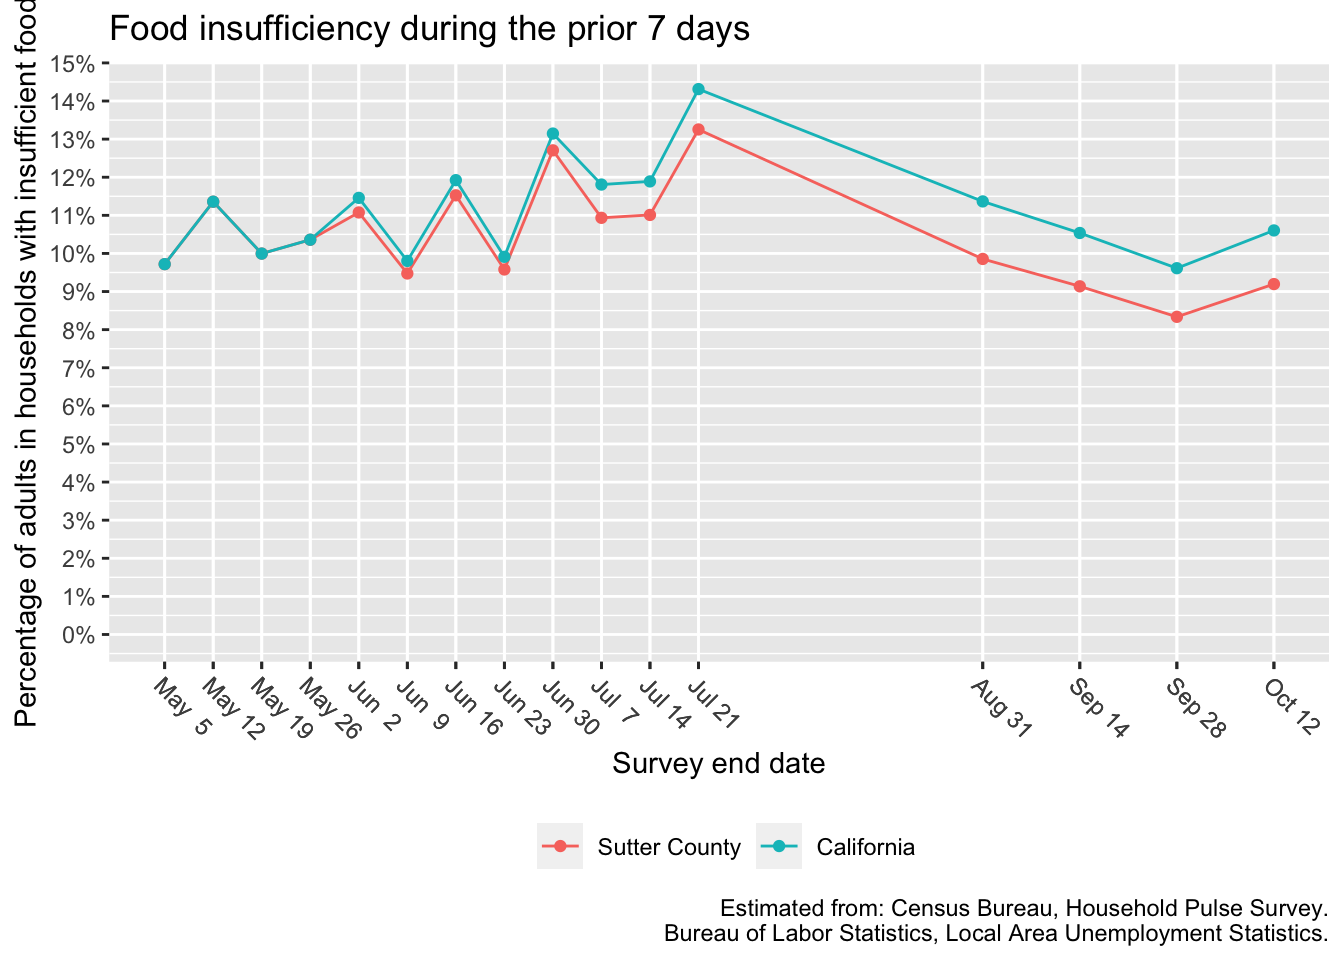 Food insufficiency during the prior 7 days
Percentage of adults in households with insufficient food
15%
14%
13%
12%
11%
10%
9%
8%
7%
6%
5%
4%
3%
2%
1%
0%
May 5
May 12
May 19
May 26
Jun 2
Jun 9
Jun 16
Jun 23
Jun 30
Jul 7
Jul 14
Jul 21
Aug 31
Sep 14
Sep 28
Oct 12
Survey end date
Sutter County
California
Estimated from: Census Bureau, Household Pulse Survey.
Bureau of Labor Statistics, Local Area Unemployment Statistics.